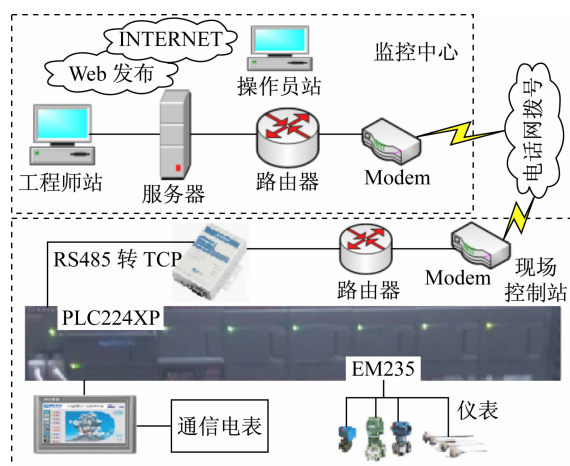 INTERNET
Web 发布
操作员站
监控中心
工程师站
服务器
路由器
Modem
电话网拨号
RS485 转 TCP
路由器
Modem
现场
控制站
PLC224XP
EM235
通信电表
仪表